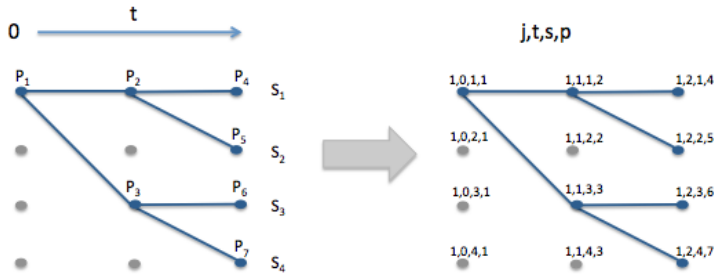 0 t j,t,s,p
P1 P2 P4 S1 1,0,1,1 1,1,1,2 1,2,1,4
P5 S2 1,0,2,1 1,1,2,2 1,2,2,5
P3 P6 S3 1,0,3,1 1,1,3,3 1,2,3,6
P7 S4 1,0,4,1 1,1,4,3 1,2,4,7